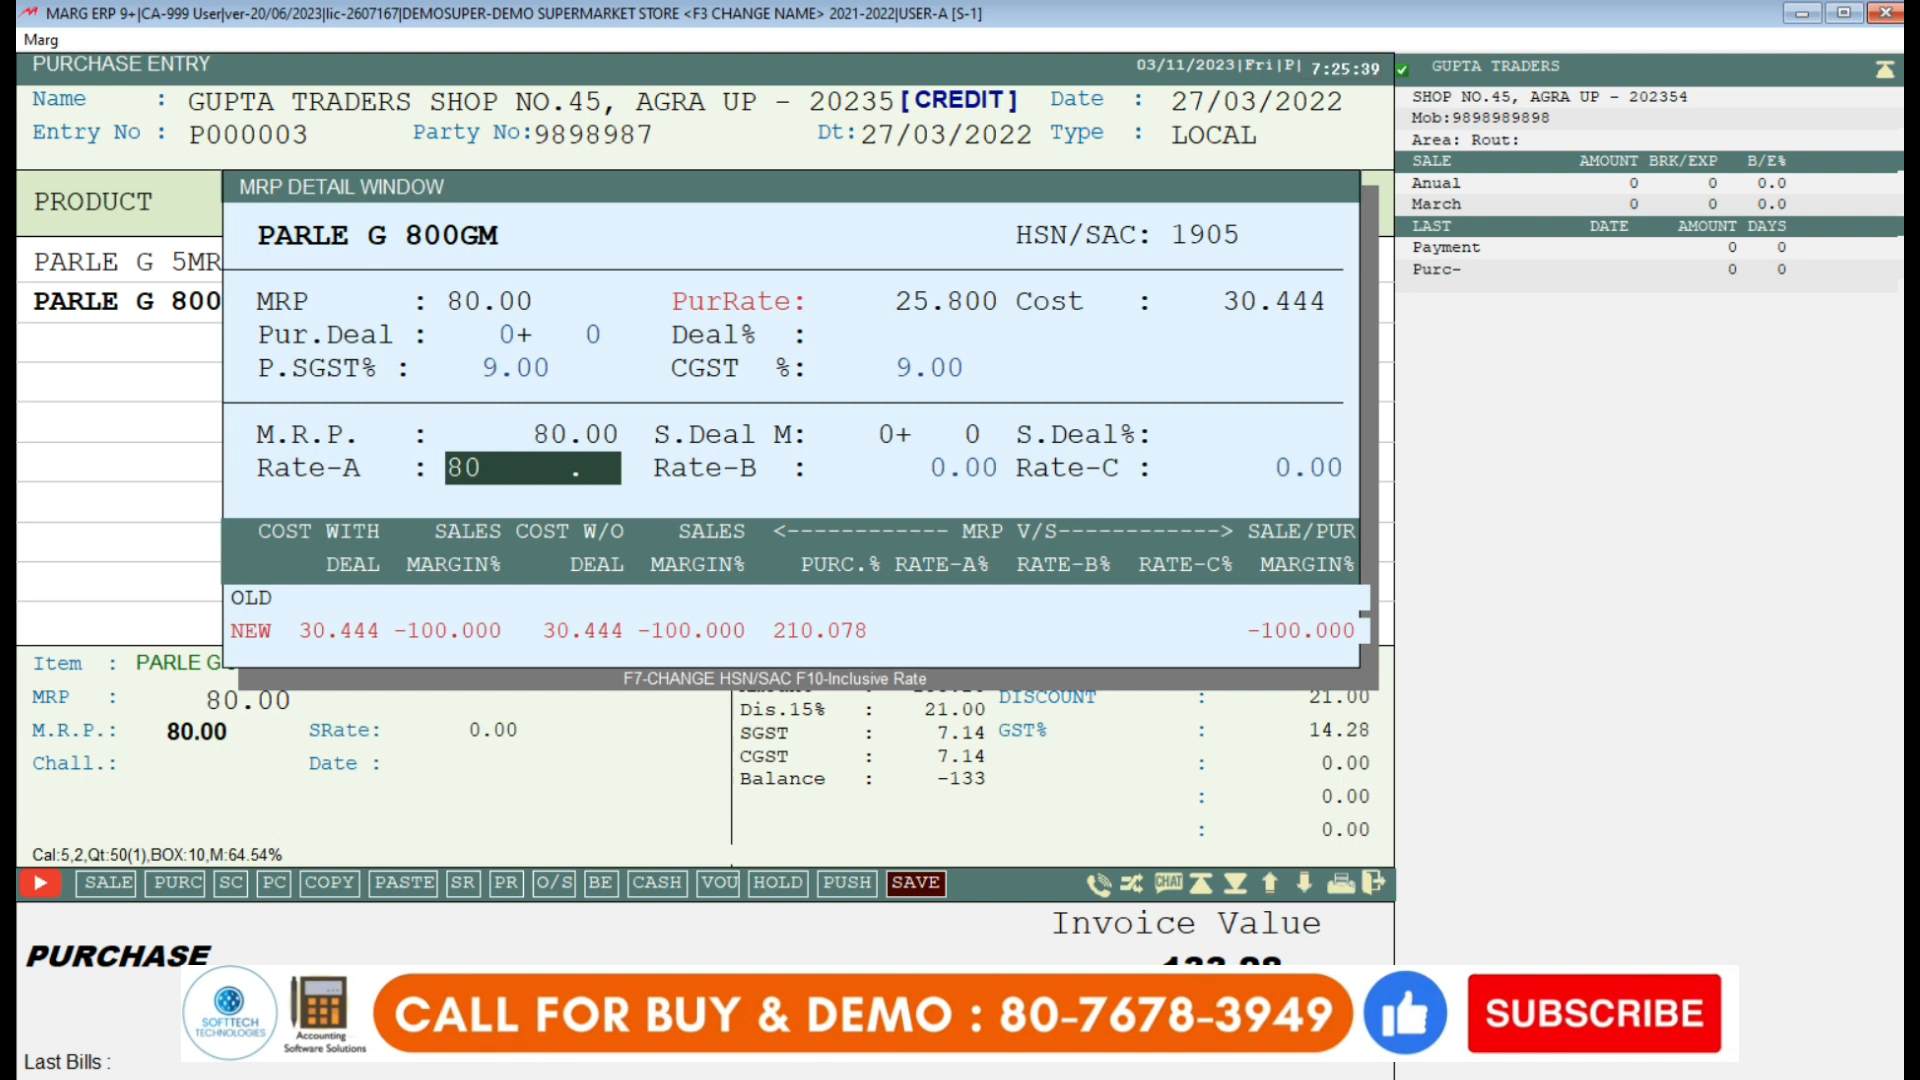 MARG ERP 9+|CA-999 User|ver-20/06/2023|lic-2607167|DEMOSUPER-DEMO SUPERMARKET STORE <F3 CHANGE NAME> 2021-2022|USER-A [S-1]
Marg
PURCHASE ENTRY 03/11/2023|Fri|P| 7:25:39
Name : GUPTA TRADERS SHOP NO.45, AGRA UP - 20235 [CREDIT] Date : 27/03/2022
Entry No : P000003 Party No:9898987 Dt:27/03/2022 Type : LOCAL
GUPTA TRADERS
SHOP NO.45, AGRA UP - 202354
Mob:9898989898
Area: Rout:
SALE AMOUNT BRK/EXP B/E%
Anual 0 0 0.0
March 0 0 0.0
LAST DATE AMOUNT DAYS
Payment 0 0
Purc- 0 0
PRODUCT
PARLE G 5MR
PARLE G 800
MRP DETAIL WINDOW
PARLE G 800GM HSN/SAC: 1905
MRP : 80.00 PurRate: 25.800 Cost : 30.444
Pur.Deal : 0+ 0 Deal% :
P.SGST% : 9.00 CGST %: 9.00
M.R.P. : 80.00 S.Deal M: 0+ 0 S.Deal%:
Rate-A : 80 . Rate-B : 0.00 Rate-C : 0.00
COST WITH SALES COST W/O SALES <------------ MRP V/S------------> SALE/PUR
DEAL MARGIN% DEAL MARGIN% PURC.% RATE-A% RATE-B% RATE-C% MARGIN%
OLD
NEW 30.444 -100.000 30.444 -100.000 210.078 -100.000
F7-CHANGE HSN/SAC F10-Inclusive Rate
Item : PARLE G
MRP : 80.00
M.R.P.: 80.00 SRate: 0.00
Chall.: Date :
Dis.15% : 21.00
SGST : 7.14
CGST : 7.14
Balance : -133
DISCOUNT : 21.00
GST% : 14.28
: 0.00
: 0.00
: 0.00
Cal:5,2,Qt:50(1),BOX:10,M:64.54%
SALE PURC SC PC COPY PASTE SR PR O/S BE CASH VOU HOLD PUSH SAVE CHAT
Invoice Value
PURCHASE
SOFTTECH
TECHNOLOGIES
Accounting
Software Solutions
CALL FOR BUY & DEMO : 80-7678-3949
SUBSCRIBE
Last Bills :